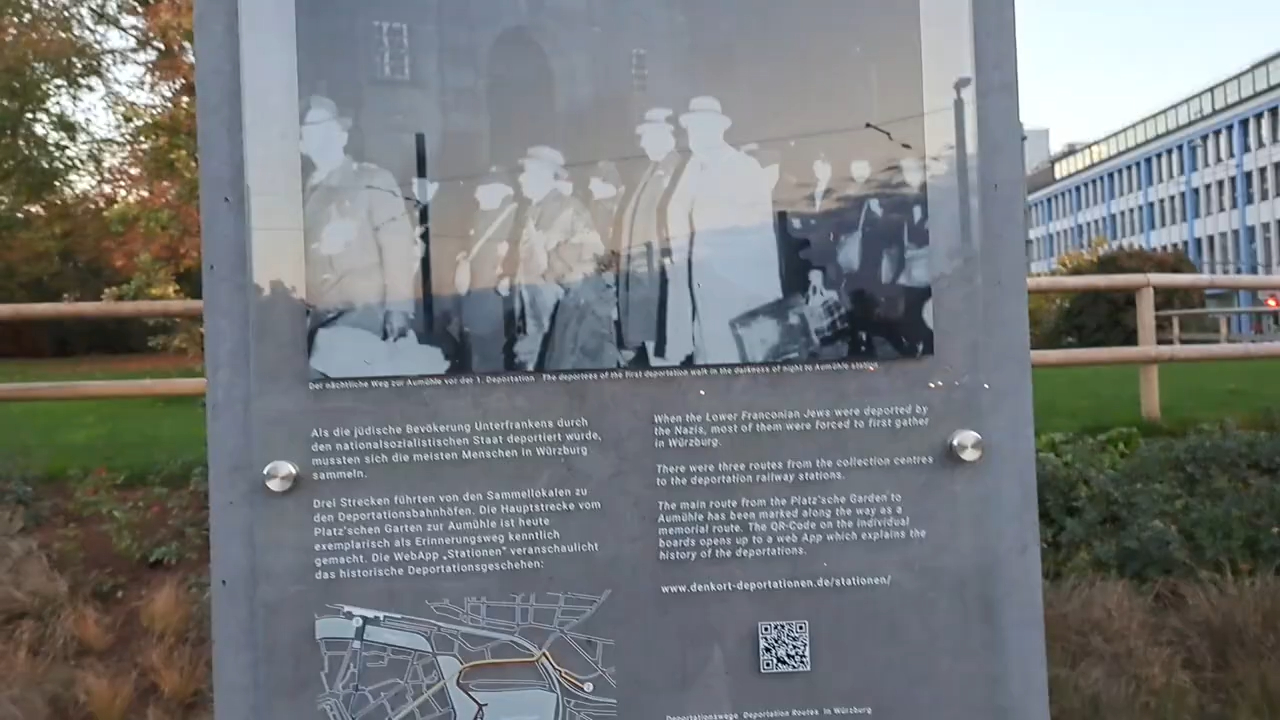 Der nächtliche Weg zur Aumühle vor der 1. Deportation   The deportees of the first deportation walk in the darkness of night to Aumühle station
Als die jüdische Bevökerung Unterfrankens durch
den nationalsozialistischen Staat deportiert wurde,
mussten sich die meisten Menschen in Würzburg
sammeln.
Drei Strecken führten von den Sammellokalen zu
den Deportationsbahnhöfen. Die Hauptstrecke vom
Platz'schen Garten zur Aumühle ist heute
exemplarisch als Erinnerungsweg kenntlich
gemacht. Die WebApp „Stationen" veranschaulicht
das historische Deportationsgeschehen:
When the Lower Franconian Jews were deported by
the Nazis, most of them were forced to first gather
in Würzburg.
There were three routes from the collection centres
to the deportation railway stations.
The main route from the Platz'sche Garden to
Aumühle has been marked along the way as a
memorial route. The QR-Code on the individual
boards opens up to a web App which explains the
history of the deportations.
www.denkort-deportationen.de/stationen/
Deportationswege Deportation Routes in Würzburg